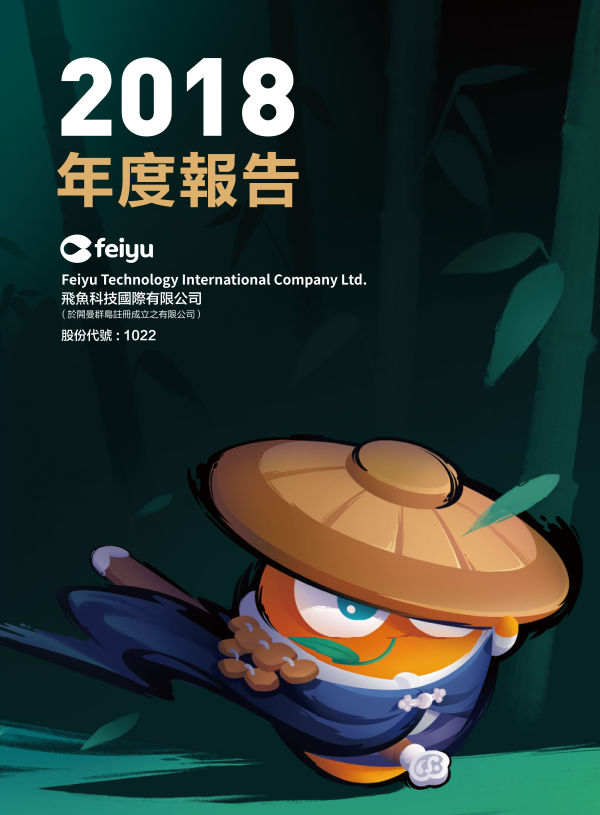 2018
年度報告
feiyu
Feiyu Technology International Company Ltd.
飛魚科技國際有限公司
（於開曼群島註冊成立之有限公司）
股份代號：1022